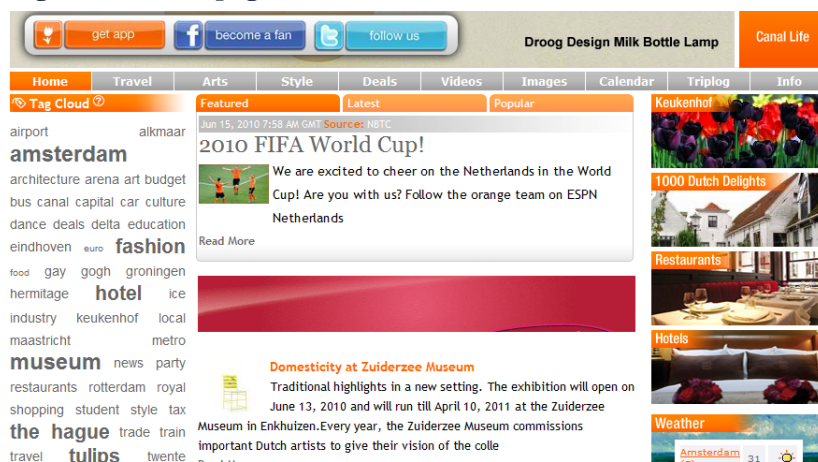 get app
become a fan
follow us
Droog Design Milk Bottle Lamp
Canal Life
Home Travel Arts Style Deals Videos Images Calendar Triplog Info
Tag Cloud ?
airport alkmaar
amsterdam
architecture arena art budget
bus canal capital car culture
dance deals delta education
eindhoven euro fashion
food gay gogh groningen
hermitage hotel ice
industry keukenhof local
maastricht metro
museum news party
restaurants rotterdam royal
shopping student style tax
the hague trade train
travel tulips twente
Featured Latest Popular
Jun 15, 2010 7:58 AM GMT Source: NBTC
2010 FIFA World Cup!
We are excited to cheer on the Netherlands in the World
Cup! Are you with us? Follow the orange team on ESPN
Netherlands
Read More
Domesticity at Zuiderzee Museum
Traditional highlights in a new setting. The exhibition will open on
June 13, 2010 and will run till April 10, 2011 at the Zuiderzee
Museum in Enkhuizen.Every year, the Zuiderzee Museum commissions
important Dutch artists to give their vision of the colle
Keukenhof
1000 Dutch Delights
Restaurants
Hotels
Weather
Amsterdam 31